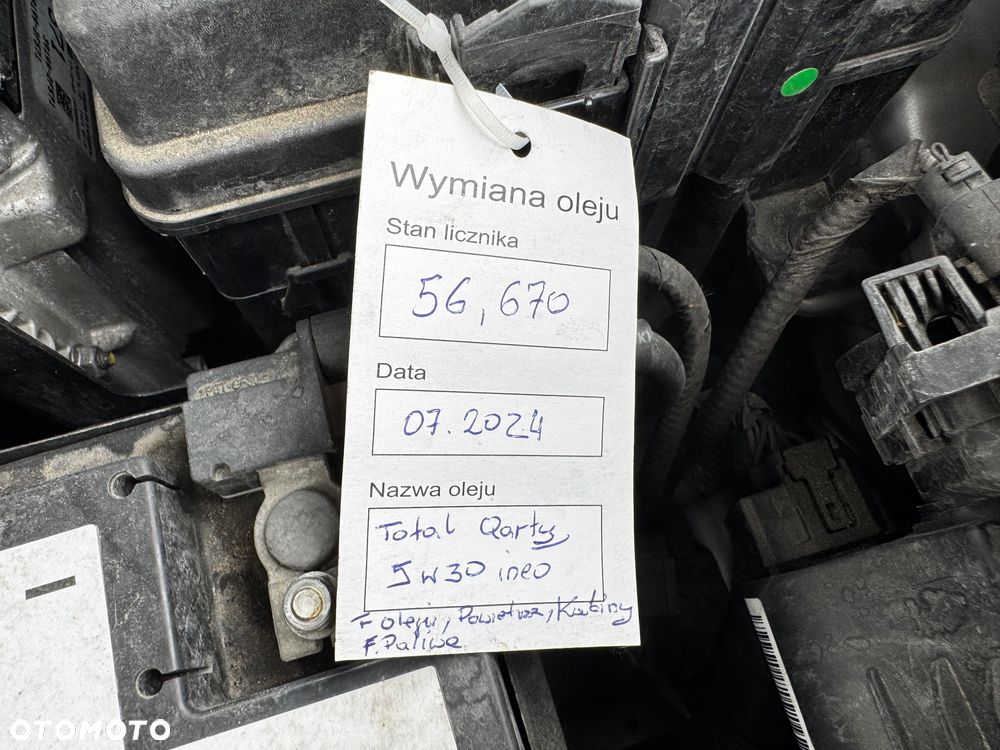 Wymiana oleju
Stan licznika
56,670
Data
07.2024
Nazwa oleju
Total Qarty
5w30 ineo
F oleju, Powietrza, Kabiny
F. Paliwa
OTOMOTO